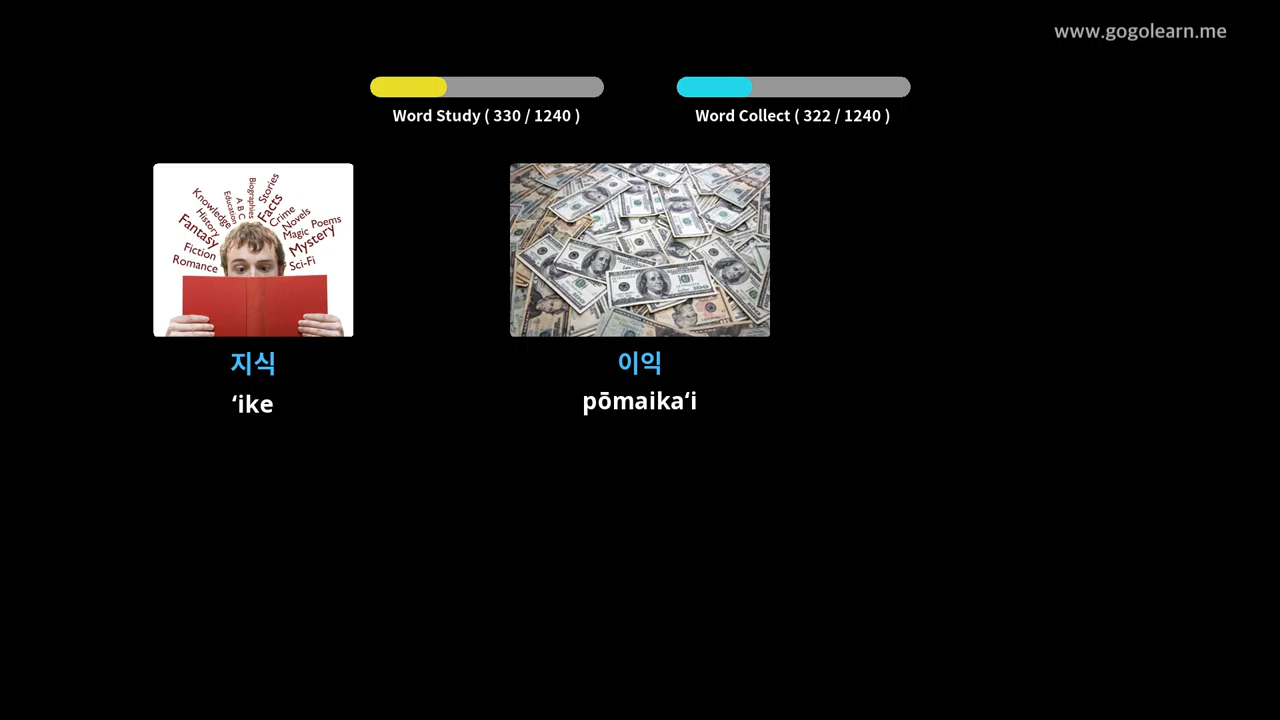 www.gogolearn.me
Word Study ( 330 / 1240 )
Word Collect ( 322 / 1240 )
Knowledge
History
Fantasy
Fiction
Romance
Education
A B C
Biographies
Stories
Facts
Crime
Novels
Magic
Poems
Mystery
Sci-Fi
지식
ʻike
이익
pōmaikaʻi